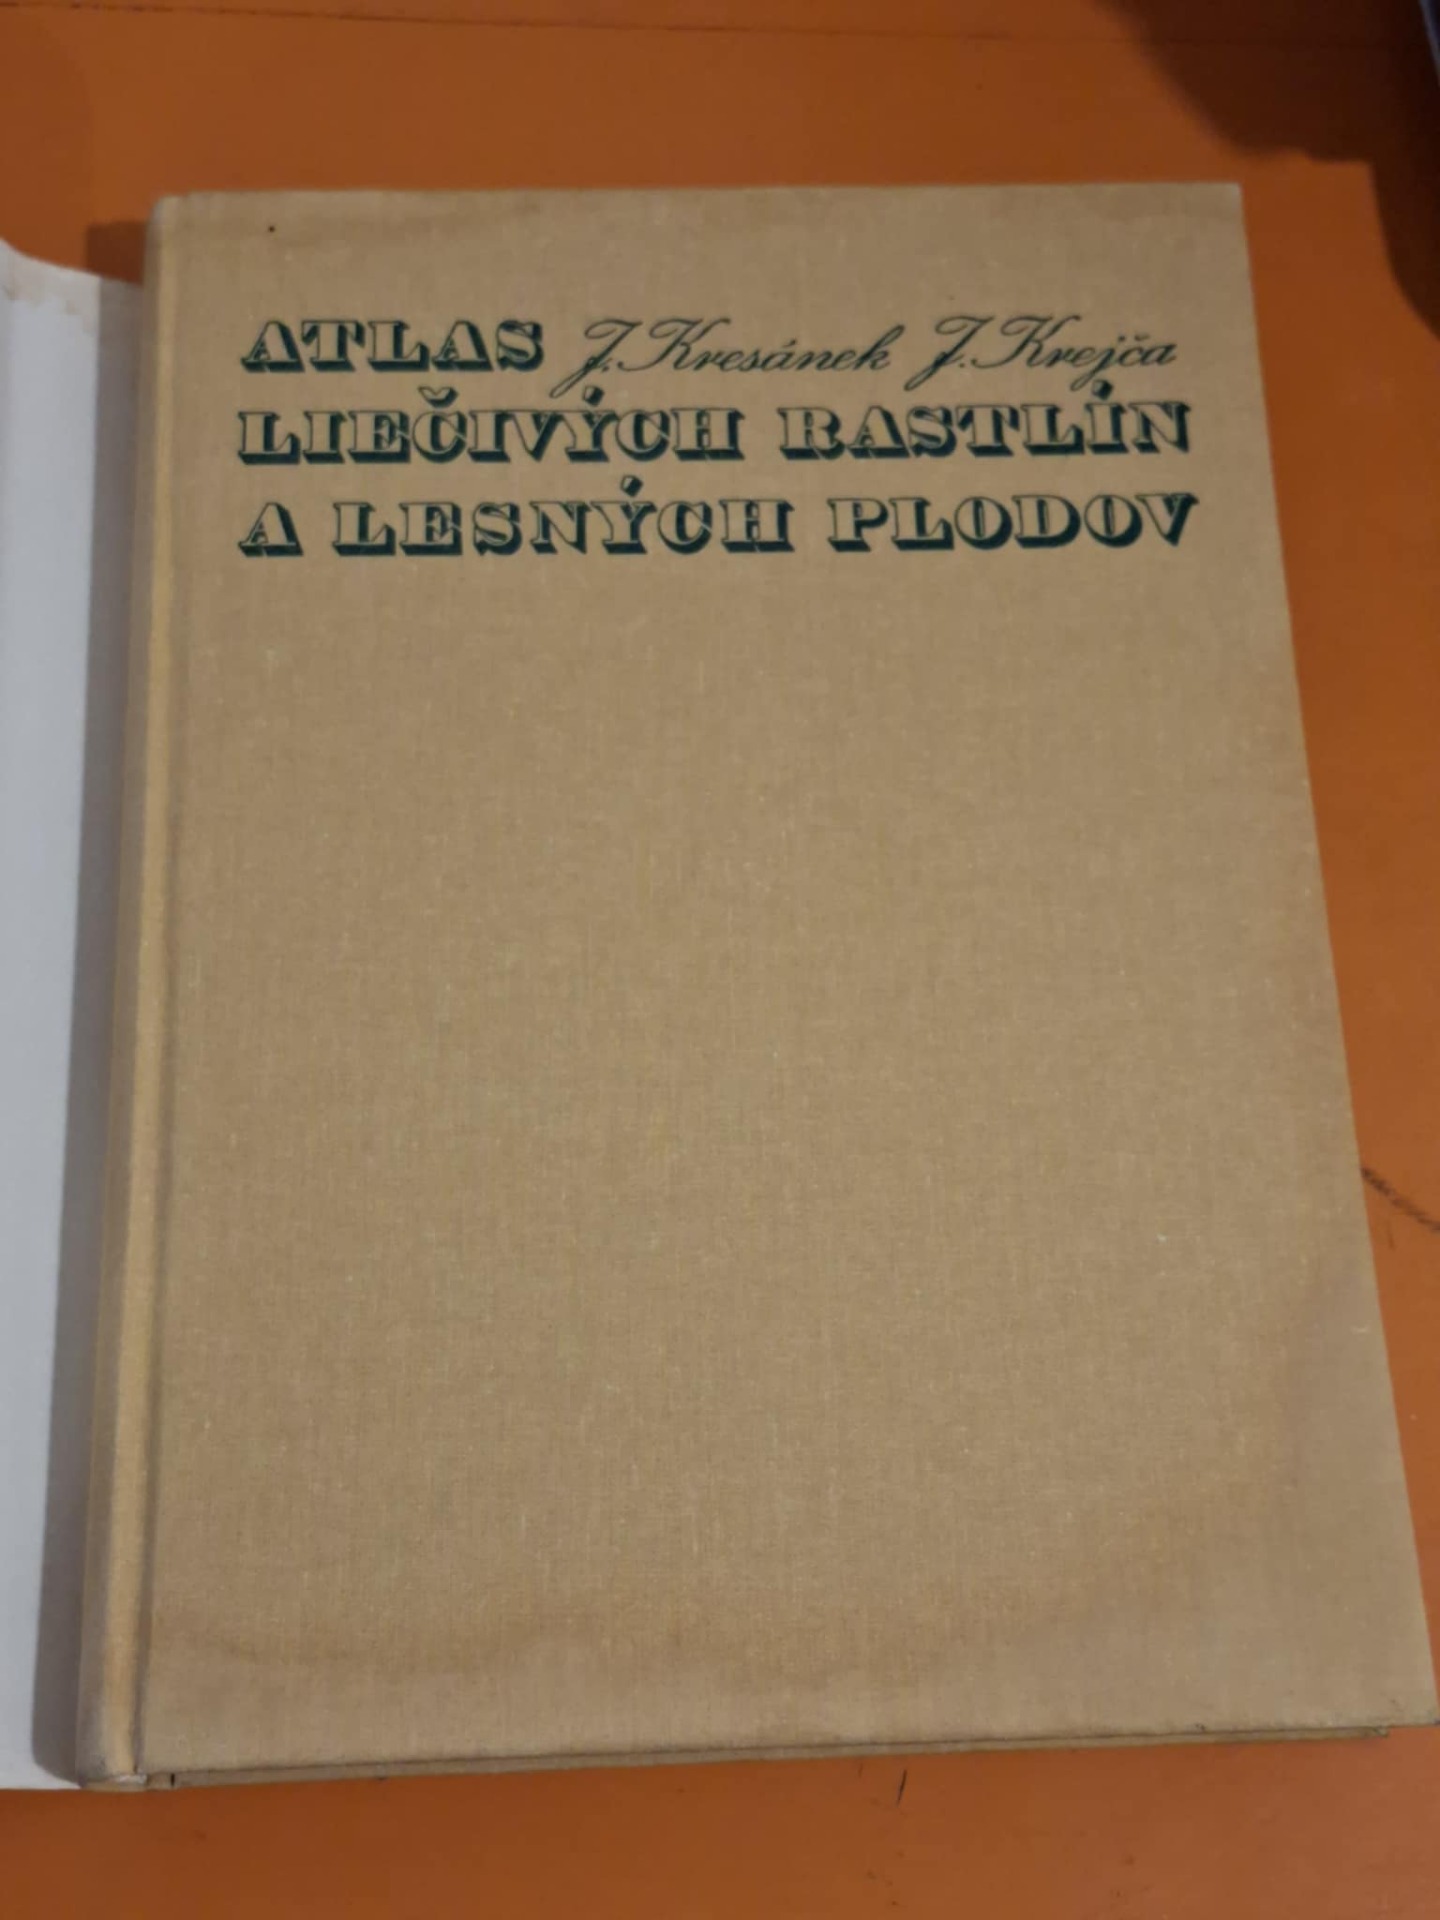 ATLAS J. Kresánek J. Krejča
LIEČIVÝCH RASTLÍN
A LESNÝCH PLODOV